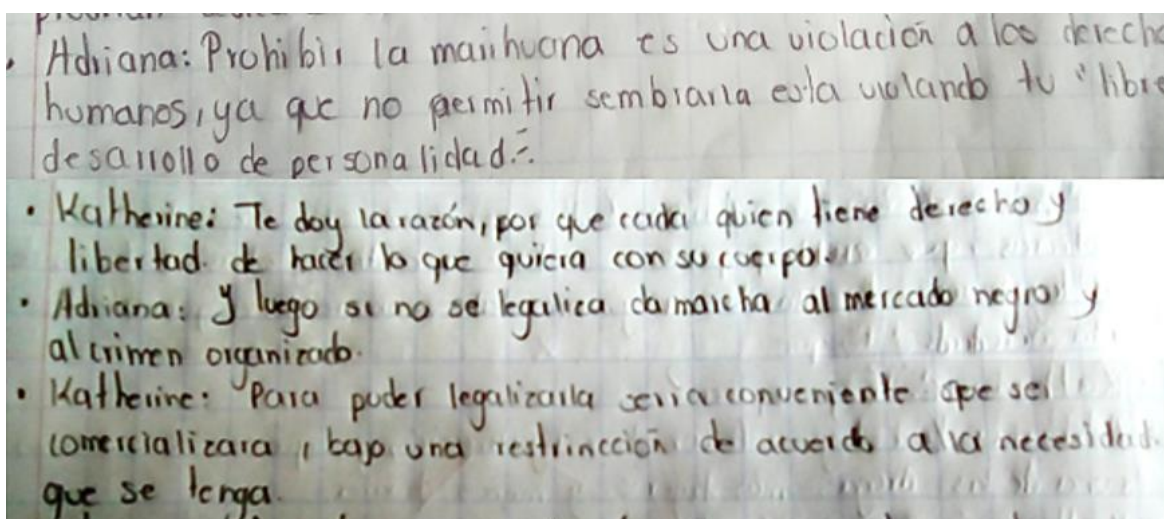 • Adriana: Prohibir la maiihuana es una violación a los derecho
humanos, ya que no permitir sembrarla esta violando tu "libre
desarrollo de personalidad".
• Katherine: Te doy la razón, por que cada quien tiene derecho y
libertad de hacer lo que quiera con su cuerpo.
• Adriana: Y luego si no se legalica da marcha al mercado negro y
al crimen organizado.
• Katherine: Para poder legalizarla seria conveniente que se
comercializara, bajo una restrincción de acuerdo a la necesidad
que se tenga.